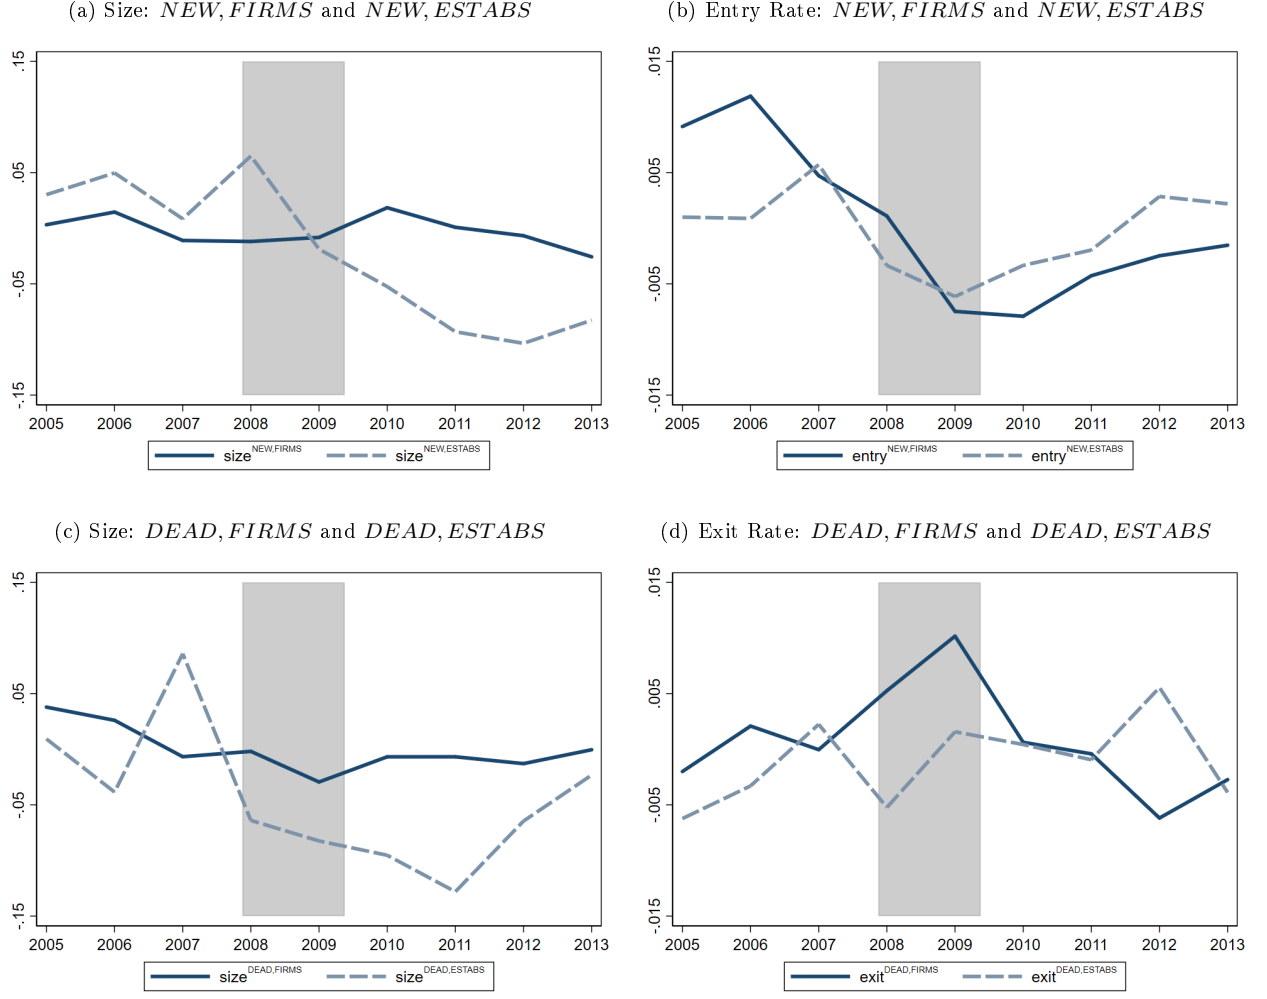 (a) Size: NEW, FIRMS and NEW, ESTABS
.15
.05
-.05
-.15
2005 2006 2007 2008 2009 2010 2011 2012 2013
size^NEW,FIRMS size^NEW,ESTABS
(b) Entry Rate: NEW, FIRMS and NEW, ESTABS
.015
.005
-.005
-.015
2005 2006 2007 2008 2009 2010 2011 2012 2013
entry^NEW,FIRMS entry^NEW,ESTABS
(c) Size: DEAD, FIRMS and DEAD, ESTABS
.15
.05
-.05
-.15
2005 2006 2007 2008 2009 2010 2011 2012 2013
size^DEAD,FIRMS size^DEAD,ESTABS
(d) Exit Rate: DEAD, FIRMS and DEAD, ESTABS
.015
.005
-.005
-.015
2005 2006 2007 2008 2009 2010 2011 2012 2013
exit^DEAD,FIRMS exit^DEAD,ESTABS